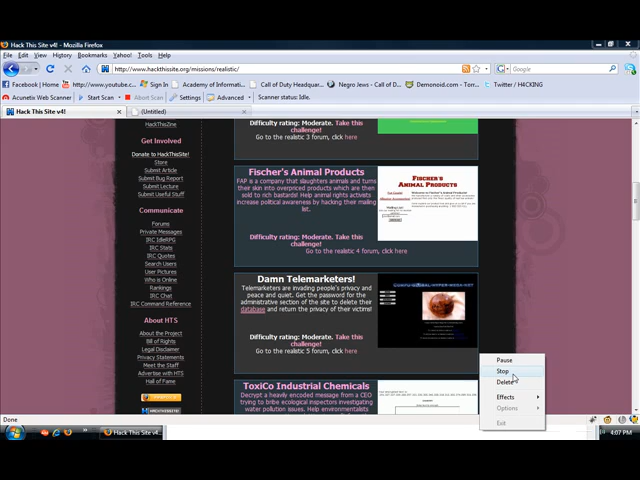 Hack This Site v4! - Mozilla Firefox
File Edit View History Bookmarks Yahoo! Tools Help
http://www.hackthissite.org/missions/realistic/
Google
Facebook | Home http://www.youtube.c... Sign In Academy of Informati... Call of Duty Headquar... Negro Jews - Call of D... Demonoid.com - Torr... Twitter / H4CKING
Acunetix Web Scanner Start Scan Abort Scan Settings Advanced Scanner status: Idle.
Hack This Site v4! (Untitled)
HackThisZine
Get Involved
Donate to HackThisSite!
Store
Submit Article
Submit Bug Report
Submit Lecture
Submit Useful Stuff
Communicate
Forums
Private Messages
IRC IdleRPG
IRC Stats
IRC Quotes
Search Users
User Pictures
Who is Online
Rankings
IRC Chat
IRC Command Reference
About HTS
About the Project
Bill of Rights
Legal Disclaimer
Privacy Statements
Meet the Staff
Advertise with HTS
Hall of Fame
Difficulty rating: Moderate. Take this
challenge!
Go to the realistic 3 forum, click here
Fischer's Animal Products
FAP is a company that slaughters animals and turns
their skin into overpriced products which are then
sold to rich bastards! Help animal rights activists
increase political awareness by hacking their mailing
list.
Difficulty rating: Moderate. Take this
challenge!
Go to the realistic 4 forum, click here
FISCHER'S
ANIMAL PRODUCTS
Damn Telemarketers!
Telemarketers are invading people's privacy and
peace and quiet. Get the password for the
administrative section of the site to delete their
database and return the privacy of their victims!
Difficulty rating: Moderate. Take this
challenge!
Go to the realistic 5 forum, click here
ToxiCo Industrial Chemicals
Decrypt a heavily encoded message from a CEO
trying to bribe ecological inspectors investigating
water pollution issues. Help environmentalists
Pause
Stop
Delete
Effects
Options
Exit
Done
Hack This Site v4...
4:07 PM